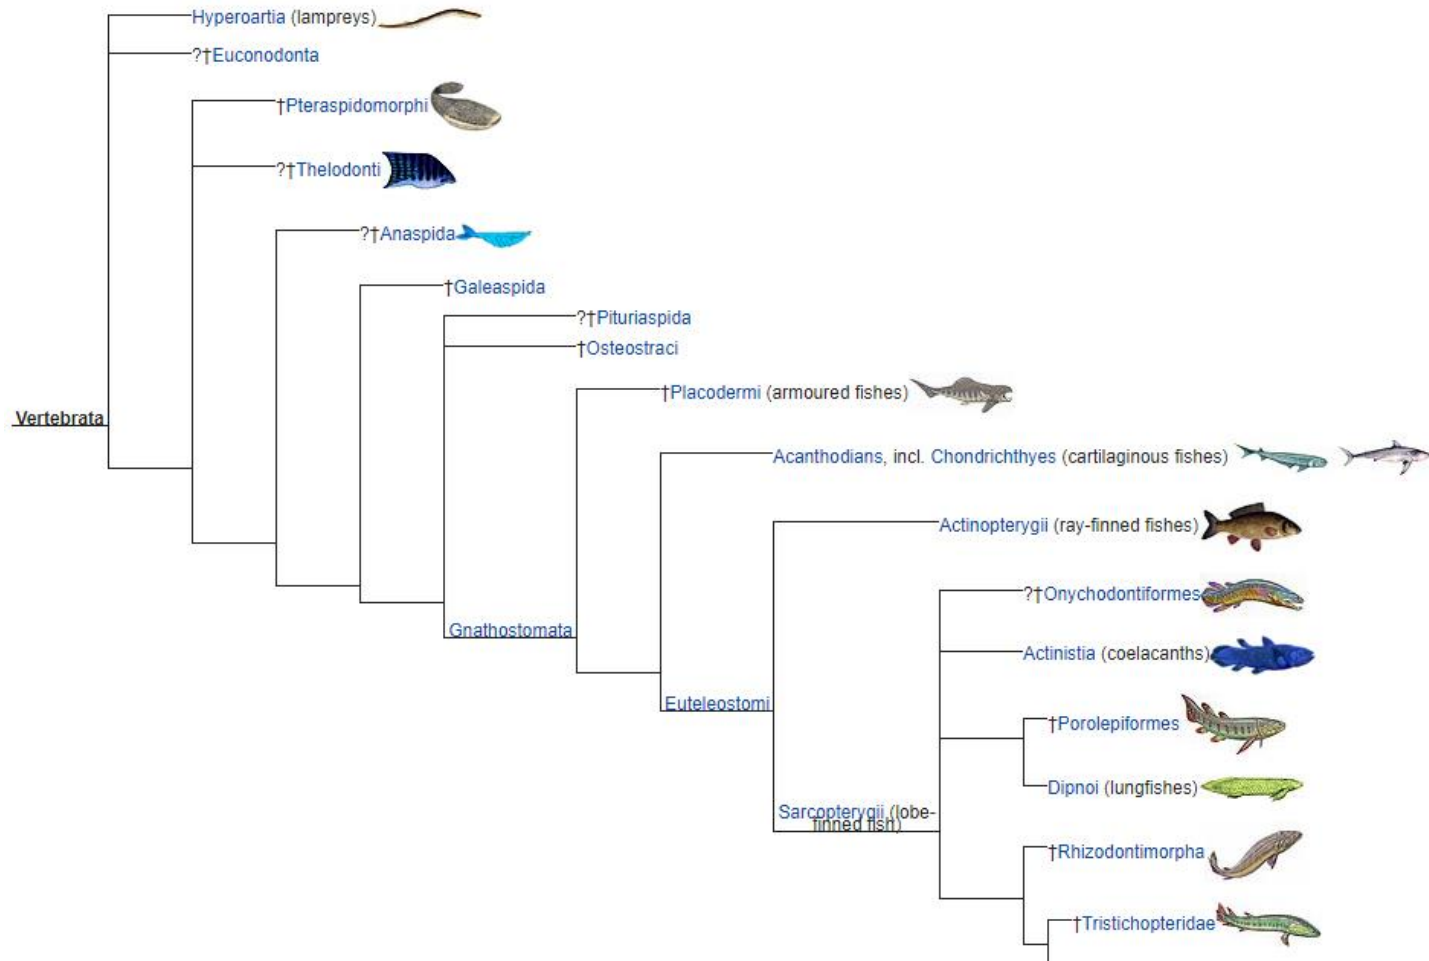 Hyperoartia (lampreys)
?†Euconodonta
†Pteraspidomorphi
?†Thelodonti
?†Anaspida
†Galeaspida
?†Pituriaspida
†Osteostraci
†Placodermi (armoured fishes)
Vertebrata
Acanthodians, incl. Chondrichthyes (cartilaginous fishes)
Actinopterygii (ray-finned fishes)
?†Onychodontiformes
Gnathostomata
Actinistia (coelacanths)
Euteleostomi
†Porolepiformes
Dipnoi (lungfishes)
Sarcopterygii (lobe-
finned fish)
†Rhizodontimorpha
†Tristichopteridae